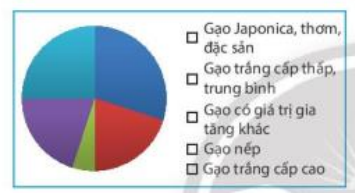 Gạo Japonica, thơm,
đặc sản
Gạo trắng cấp thấp,
trung bình
Gạo có giá trị gia
tăng khác
Gạo nếp
Gạo trắng cấp cao